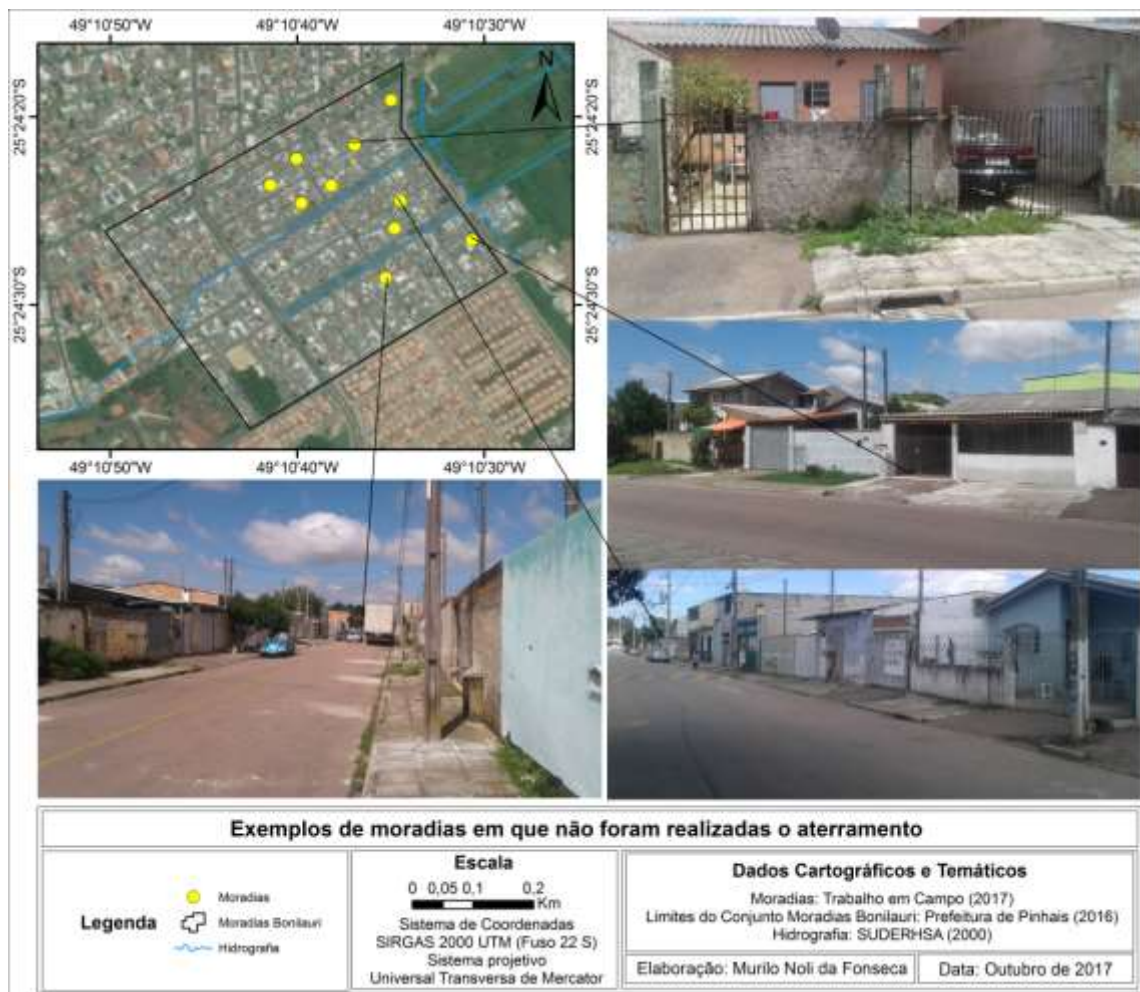 49°10'50"W 49°10'40"W 49°10'30"W
N
25°24'20"S 25°24'20"S
25°24'30"S 25°24'30"S
49°10'50"W 49°10'40"W 49°10'30"W
Exemplos de moradias em que não foram realizadas o aterramento
Legenda
Moradias
Moradias Bonilauri
Hidrografia
Escala
0 0,05 0,1 0,2
Km
Sistema de Coordenadas
SIRGAS 2000 UTM (Fuso 22 S)
Sistema projetivo
Universal Transversa de Mercator
Dados Cartográficos e Temáticos
Moradias: Trabalho em Campo (2017)
Limites do Conjunto Moradias Bonilauri: Prefeitura de Pinhais (2016)
Hidrografia: SUDERHSA (2000)
Elaboração: Murilo Noli da Fonseca
Data: Outubro de 2017